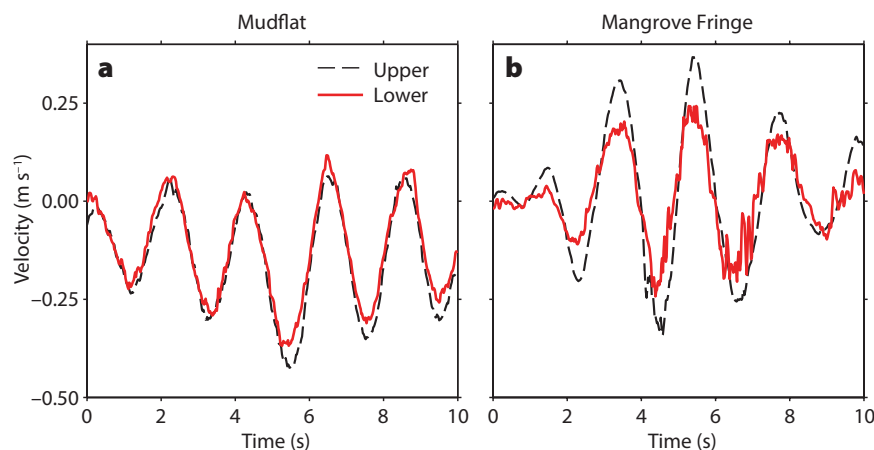 Mudflat
Mangrove Fringe
a
Upper
Lower
b
0.25
0.00
−0.25
−0.50
Velocity (m s⁻¹)
0 2 4 6 8 10
0 2 4 6 8 10
Time (s)
Time (s)